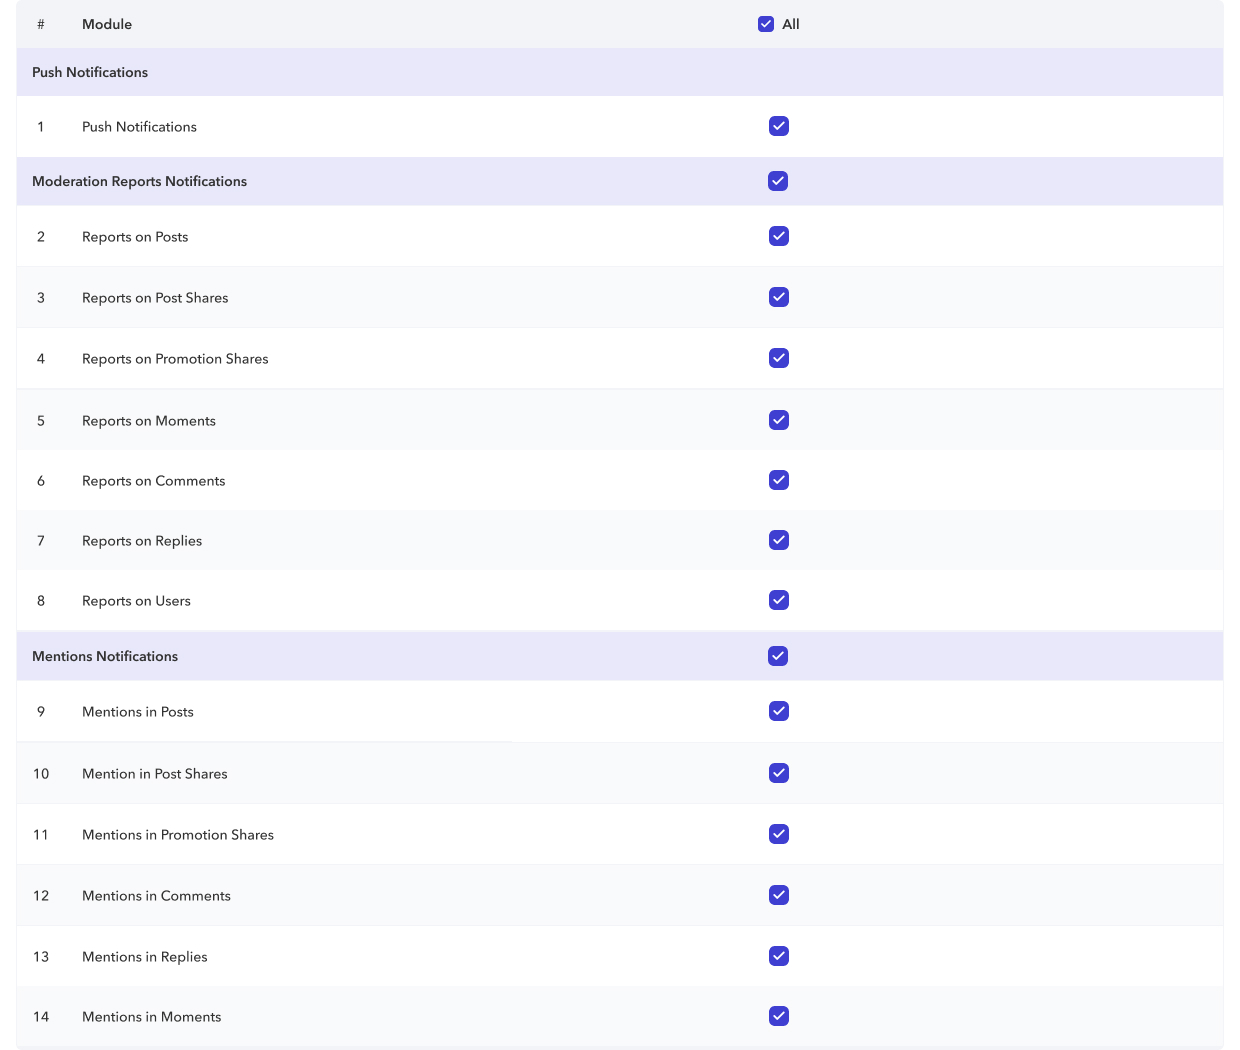 # Module All
Push Notifications
1 Push Notifications
Moderation Reports Notifications
2 Reports on Posts
3 Reports on Post Shares
4 Reports on Promotion Shares
5 Reports on Moments
6 Reports on Comments
7 Reports on Replies
8 Reports on Users
Mentions Notifications
9 Mentions in Posts
10 Mention in Post Shares
11 Mentions in Promotion Shares
12 Mentions in Comments
13 Mentions in Replies
14 Mentions in Moments